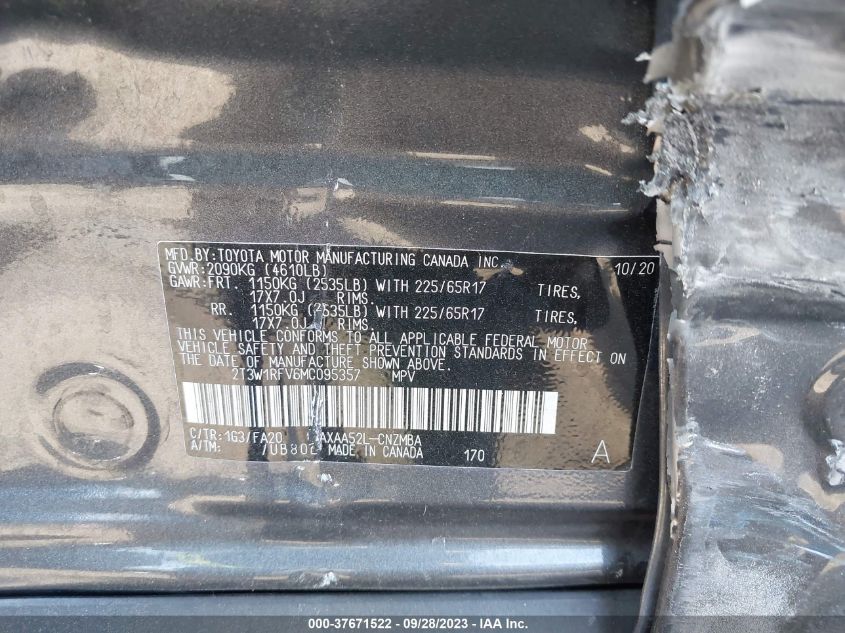 MFD.BY:TOYOTA MOTOR MANUFACTURING CANADA INC. 10/20
GVWR:2090KG (4610LB)
GAWR:FRT. 1150KG (2535LB) WITH 225/65R17 TIRES,
17X7.0J RIMS.
RR. 1150KG (2535LB) WITH 225/65R17 TIRES,
17X7.0J RIMS.
THIS VEHICLE CONFORMS TO ALL APPLICABLE FEDERAL MOTOR
VEHICLE SAFETY AND THEFT PREVENTION STANDARDS IN EFFECT ON
THE DATE OF MANUFACTURE SHOWN ABOVE.
2T3W1RFV6MC095357 MPV
C/TR:1G3/FA20 AXAA52L-CNZMBA
A/TM: /UB80 MADE IN CANADA 170 A
000-37671522 - 09/28/2023 - IAA Inc.